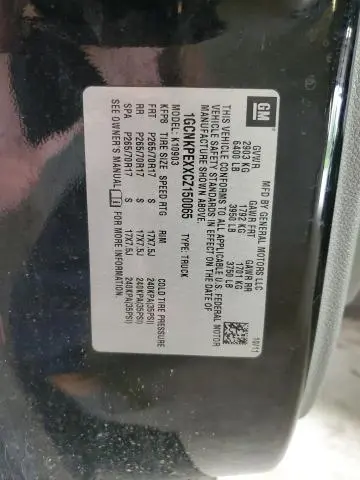 GM
MFD BY GENERAL MOTORS LLC
10/11
GVWR GAWR FRT GAWR RR
2903 KG 1792 KG 1701 KG
6400 LB 3950 LB 3750 LB
THIS VEHICLE CONFORMS TO ALL APPLICABLE U.S. FEDERAL MOTOR
VEHICLE SAFETY STANDARDS IN EFFECT ON THE DATE OF
MANUFACTURE SHOWN ABOVE.
1GCNKPEXXCZ150065 TYPE: TRUCK
MODEL: K10903
KFPS TIRE SIZE SPEED RTG RIM COLD TIRE PRESSURE
FRT P265/70R17 S 17X7.5J 240KPA(35PSI)
RR P265/70R17 S 17X7.5J 240KPA(35PSI)
SPA P265/70R17 S 17X7.5J 240KPA(35PSI)
SEE OWNER'S MANUAL